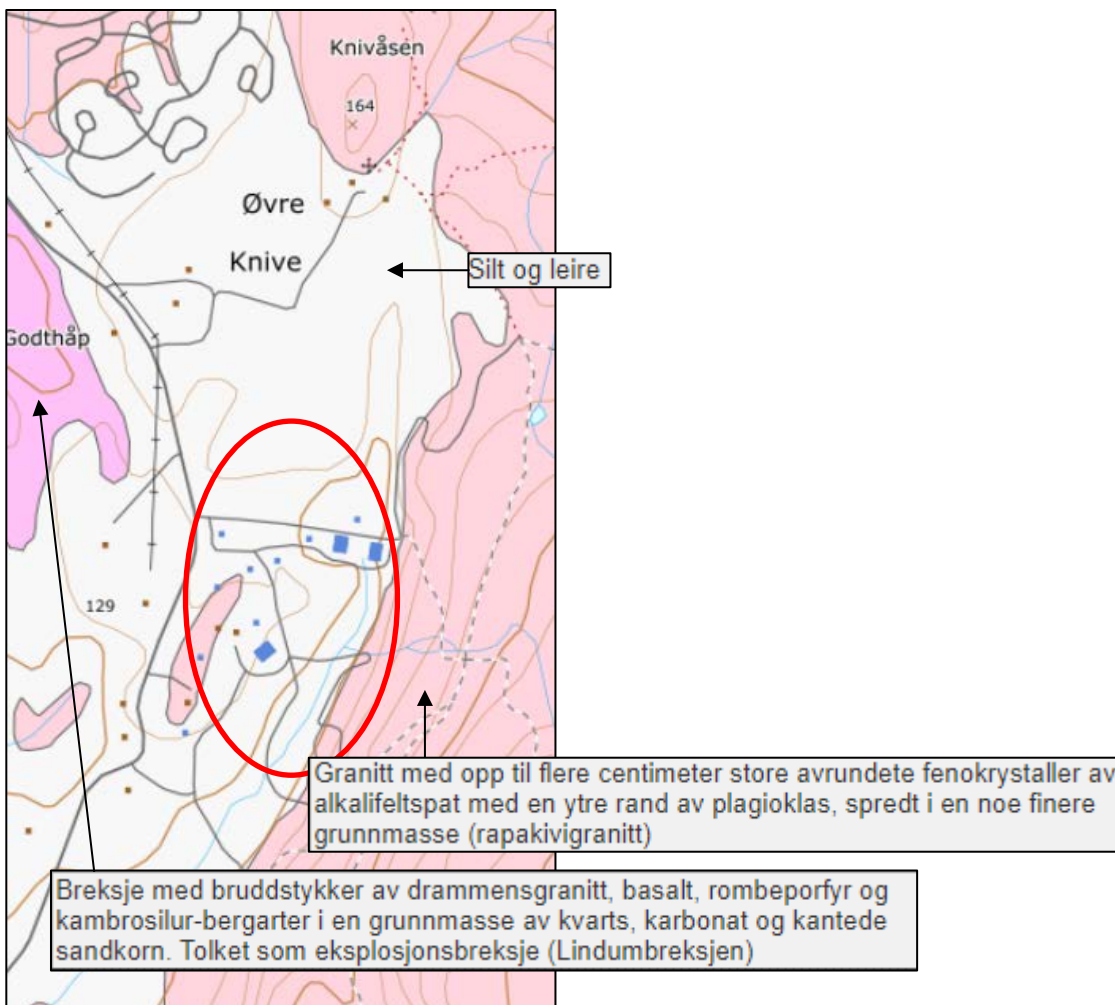 Knivåsen
164
Øvre
Knive
Silt og leire
Godthåp
129
Granitt med opp til flere centimeter store avrundete fenokrystaller av
alkalifeltspat med en ytre rand av plagioklas, spredt i en noe finere
grunnmasse (rapakivigranitt)
Breksje med bruddstykker av drammensgranitt, basalt, rombeporfyr og
kambrosilur-bergarter i en grunnmasse av kvarts, karbonat og kantede
sandkorn. Tolket som eksplosjonsbreksje (Lindumbreksjen)